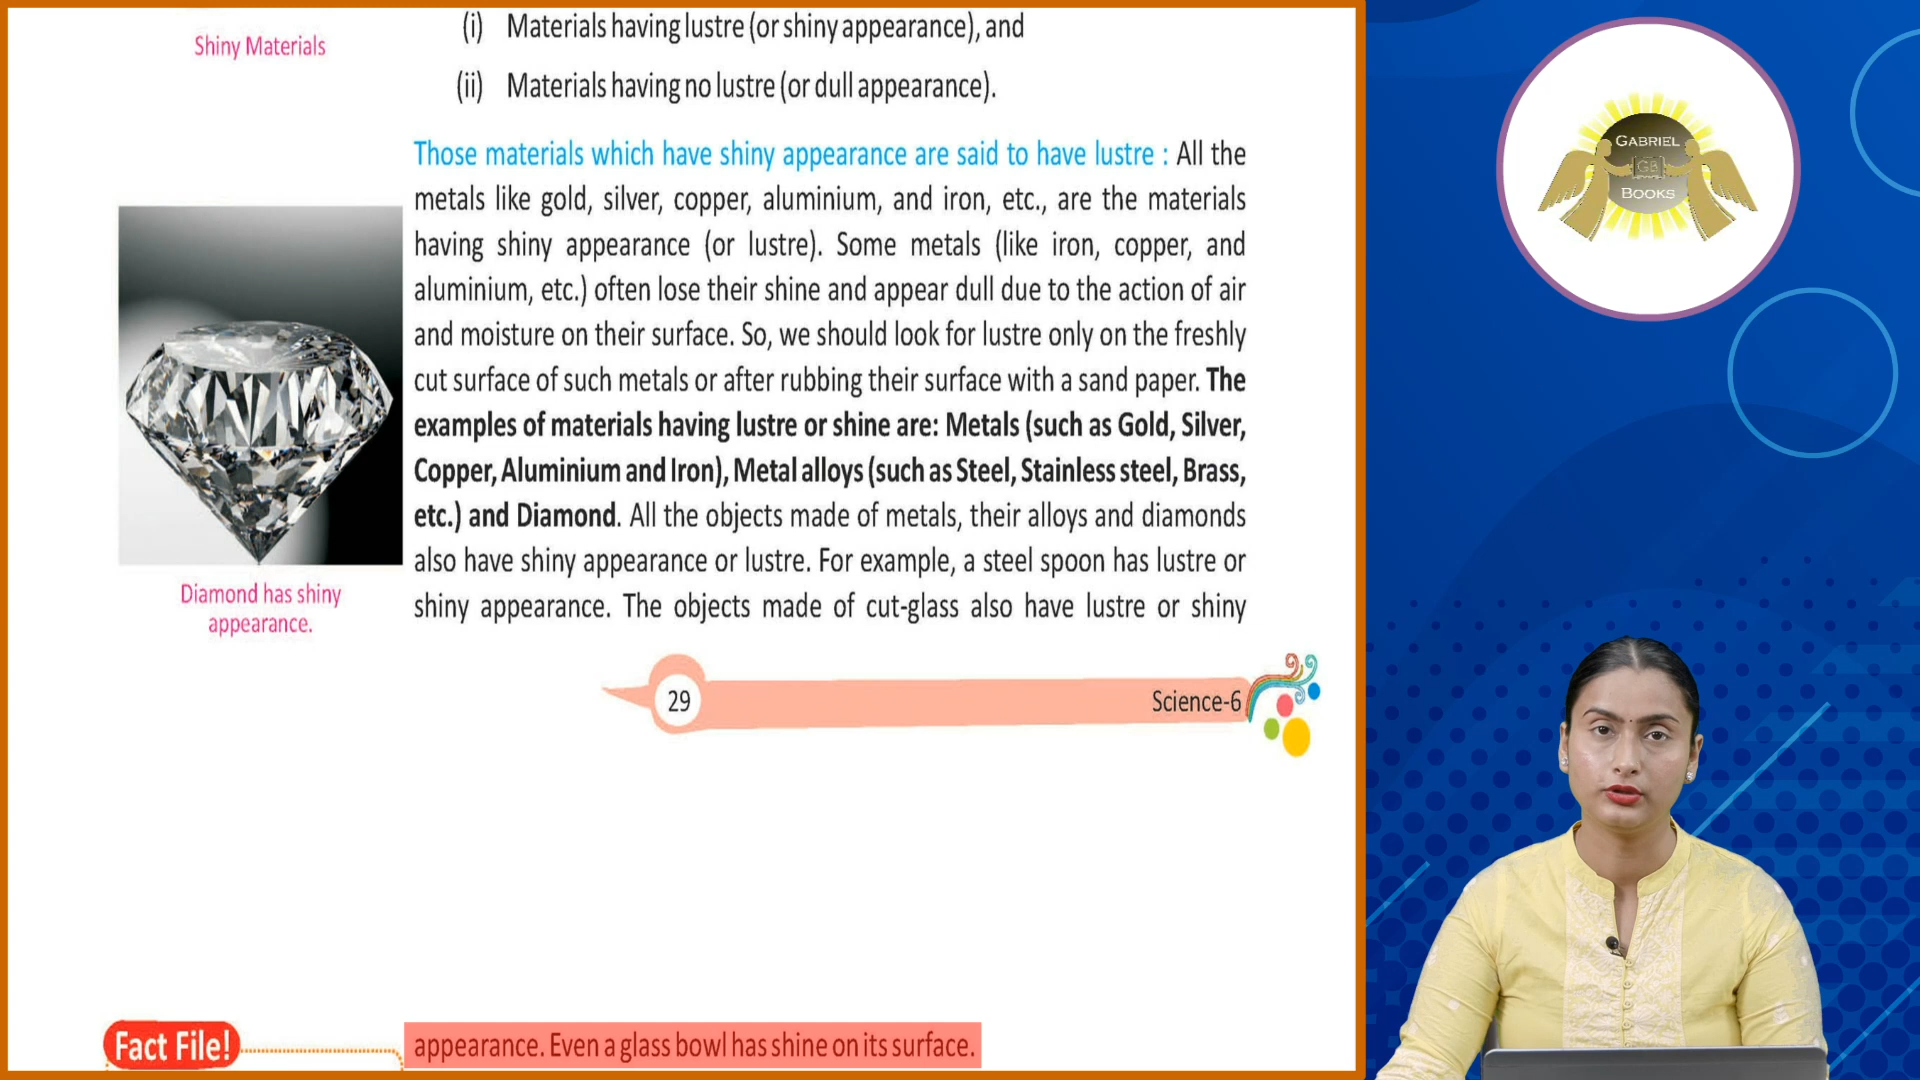 (i) Materials having lustre (or shiny appearance), and
Shiny Materials
(ii) Materials having no lustre (or dull appearance).
Those materials which have shiny appearance are said to have lustre : All the
metals like gold, silver, copper, aluminium, and iron, etc., are the materials
having shiny appearance (or lustre). Some metals (like iron, copper, and
aluminium, etc.) often lose their shine and appear dull due to the action of air
and moisture on their surface. So, we should look for lustre only on the freshly
cut surface of such metals or after rubbing their surface with a sand paper. The
examples of materials having lustre or shine are: Metals (such as Gold, Silver,
Copper, Aluminium and Iron), Metal alloys (such as Steel, Stainless steel, Brass,
etc.) and Diamond. All the objects made of metals, their alloys and diamonds
also have shiny appearance or lustre. For example, a steel spoon has lustre or
shiny appearance. The objects made of cut-glass also have lustre or shiny
Diamond has shiny
appearance.
29
Science-6
Fact File!
appearance. Even a glass bowl has shine on its surface.
GABRIEL
GB
BOOKS